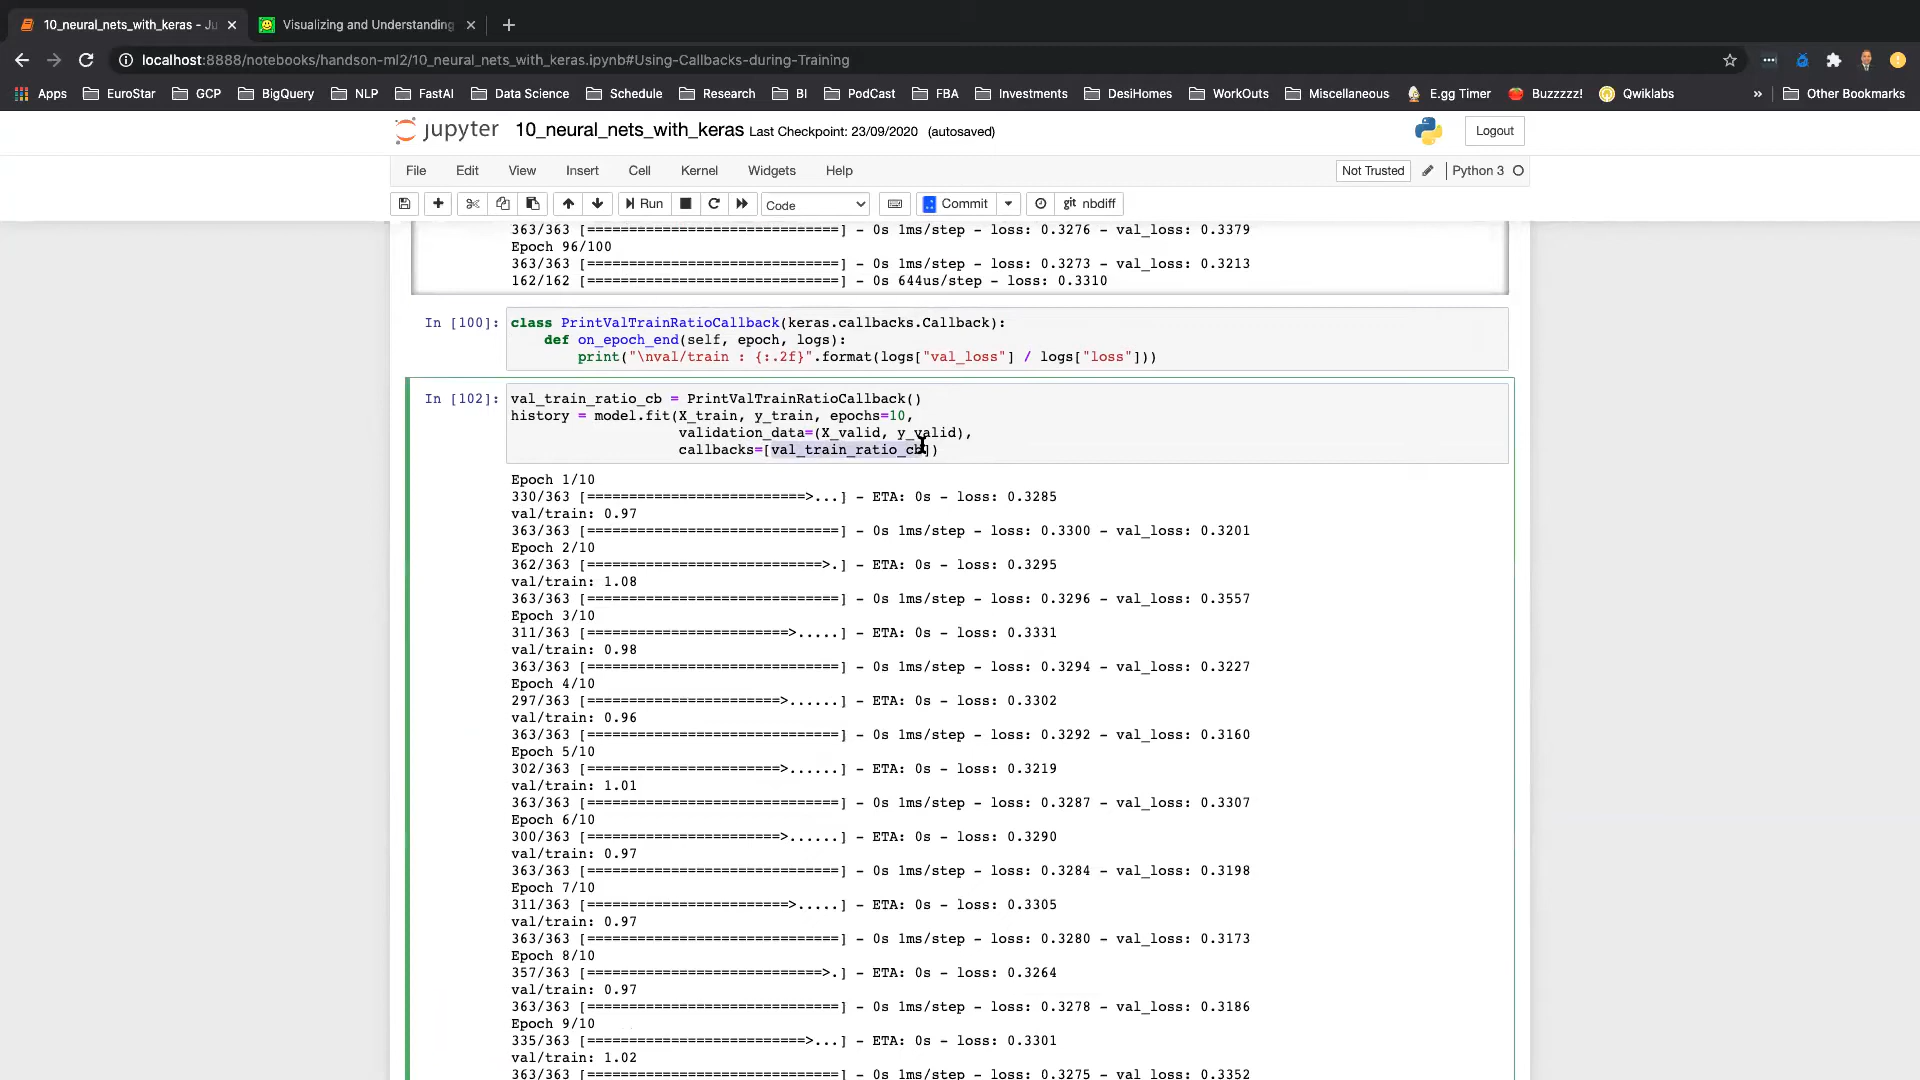 10_neural_nets_with_keras - Ju
Visualizing and Understanding
localhost:8888/notebooks/handson-ml2/10_neural_nets_with_keras.ipynb#Using-Callbacks-during-Training
Apps EuroStar GCP BigQuery NLP FastAI Data Science Schedule Research BI PodCast FBA Investments DesiHomes WorkOuts Miscellaneous E.gg Timer Buzzzzz! Qwiklabs » Other Bookmarks
jupyter 10_neural_nets_with_keras Last Checkpoint: 23/09/2020 (autosaved) Logout
File Edit View Insert Cell Kernel Widgets Help Not Trusted Python 3
Run Code Commit git nbdiff
363/363 [==============================] - 0s 1ms/step - loss: 0.3276 - val_loss: 0.3379
Epoch 96/100
363/363 [==============================] - 0s 1ms/step - loss: 0.3273 - val_loss: 0.3213
162/162 [==============================] - 0s 644us/step - loss: 0.3310
In [100]: class PrintValTrainRatioCallback(keras.callbacks.Callback):
def on_epoch_end(self, epoch, logs):
print("\nval/train : {:.2f}".format(logs["val_loss"] / logs["loss"]))
In [102]: val_train_ratio_cb = PrintValTrainRatioCallback()
history = model.fit(X_train, y_train, epochs=10,
validation_data=(X_valid, y_valid),
callbacks=[val_train_ratio_cb])
Epoch 1/10
330/363 [==========================>...] - ETA: 0s - loss: 0.3285
val/train: 0.97
363/363 [==============================] - 0s 1ms/step - loss: 0.3300 - val_loss: 0.3201
Epoch 2/10
362/363 [============================>.] - ETA: 0s - loss: 0.3295
val/train: 1.08
363/363 [==============================] - 0s 1ms/step - loss: 0.3296 - val_loss: 0.3557
Epoch 3/10
311/363 [========================>.....] - ETA: 0s - loss: 0.3331
val/train: 0.98
363/363 [==============================] - 0s 1ms/step - loss: 0.3294 - val_loss: 0.3227
Epoch 4/10
297/363 [=======================>......] - ETA: 0s - loss: 0.3302
val/train: 0.96
363/363 [==============================] - 0s 1ms/step - loss: 0.3292 - val_loss: 0.3160
Epoch 5/10
302/363 [=======================>......] - ETA: 0s - loss: 0.3219
val/train: 1.01
363/363 [==============================] - 0s 1ms/step - loss: 0.3287 - val_loss: 0.3307
Epoch 6/10
300/363 [=======================>......] - ETA: 0s - loss: 0.3290
val/train: 0.97
363/363 [==============================] - 0s 1ms/step - loss: 0.3284 - val_loss: 0.3198
Epoch 7/10
311/363 [========================>.....] - ETA: 0s - loss: 0.3305
val/train: 0.97
363/363 [==============================] - 0s 1ms/step - loss: 0.3280 - val_loss: 0.3173
Epoch 8/10
357/363 [============================>.] - ETA: 0s - loss: 0.3264
val/train: 0.97
363/363 [==============================] - 0s 1ms/step - loss: 0.3278 - val_loss: 0.3186
Epoch 9/10
335/363 [==========================>...] - ETA: 0s - loss: 0.3301
val/train: 1.02
363/363 [==============================] - 0s 1ms/step - loss: 0.3275 - val_loss: 0.3352